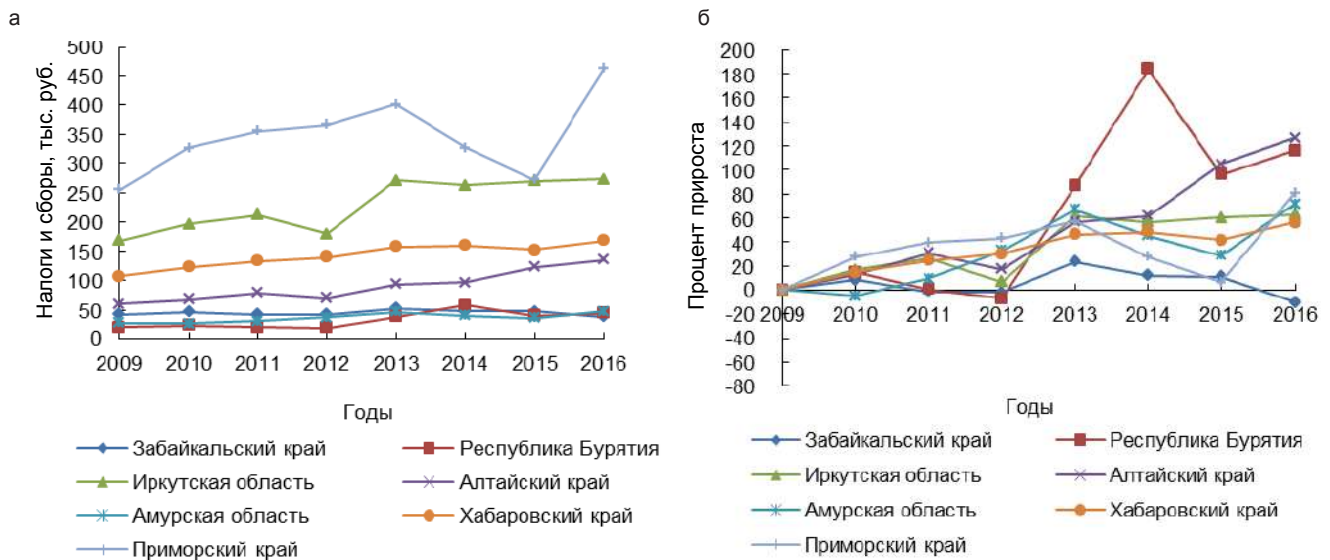 а
Налоги и сборы, тыс. руб.
500
450
400
350
300
250
200
150
100
50
0
2009 2010 2011 2012 2013 2014 2015 2016
Годы
Забайкальский край
Республика Бурятия
Иркутская область
Алтайский край
Амурская область
Хабаровский край
Приморский край
б
Процент прироста
200
180
160
140
120
100
80
60
40
20
0
-20
-40
-60
-80
2009 2010 2011 2012 2013 2014 2015 2016
Годы
Забайкальский край
Республика Бурятия
Иркутская область
Алтайский край
Амурская область
Хабаровский край
Приморский край